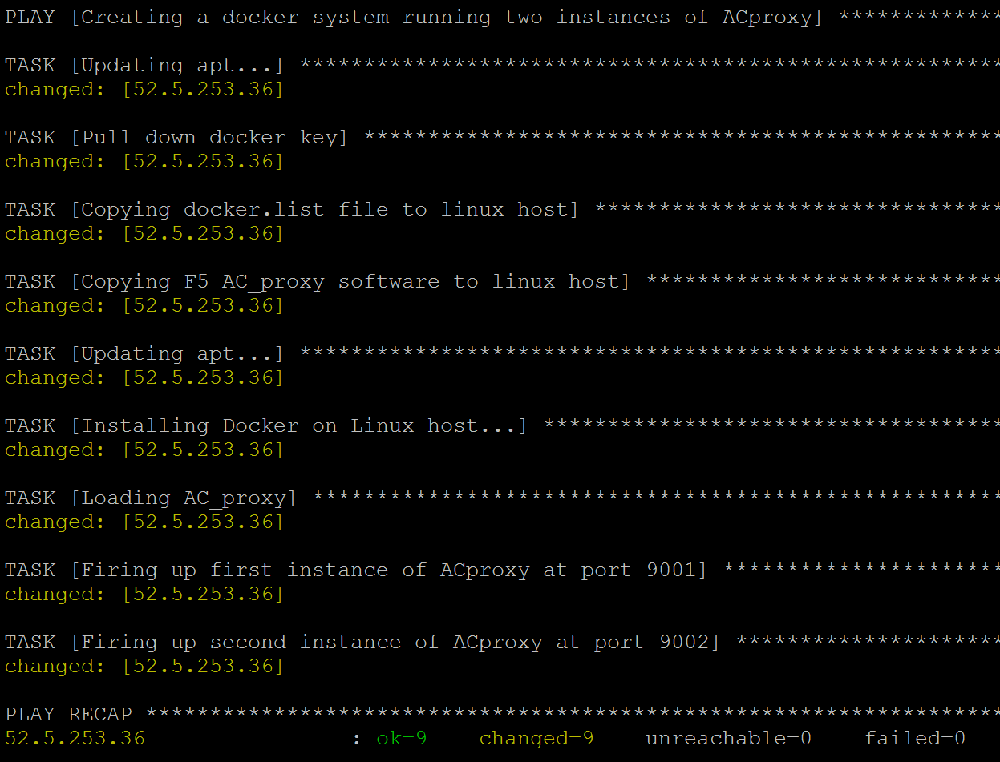 PLAY [Creating a docker system running two instances of ACproxy] *************
TASK [Updating apt...] *******************************************************
changed: [52.5.253.36]
TASK [Pull down docker key] **************************************************
changed: [52.5.253.36]
TASK [Copying docker.list file to linux host] ********************************
changed: [52.5.253.36]
TASK [Copying F5 AC_proxy software to linux host] ****************************
changed: [52.5.253.36]
TASK [Updating apt...] *******************************************************
changed: [52.5.253.36]
TASK [Installing Docker on Linux host...] ************************************
changed: [52.5.253.36]
TASK [Loading AC_proxy] ******************************************************
changed: [52.5.253.36]
TASK [Firing up first instance of ACproxy at port 9001] **********************
changed: [52.5.253.36]
TASK [Firing up second instance of ACproxy at port 9002] *********************
changed: [52.5.253.36]
PLAY RECAP *******************************************************************
52.5.253.36                : ok=9    changed=9    unreachable=0    failed=0